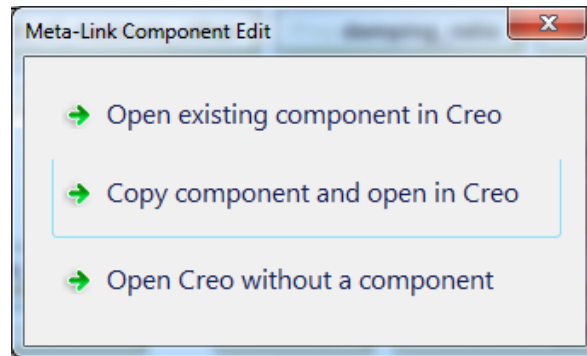 Meta-Link Component Edit
Open existing component in Creo
Copy component and open in Creo
Open Creo without a component